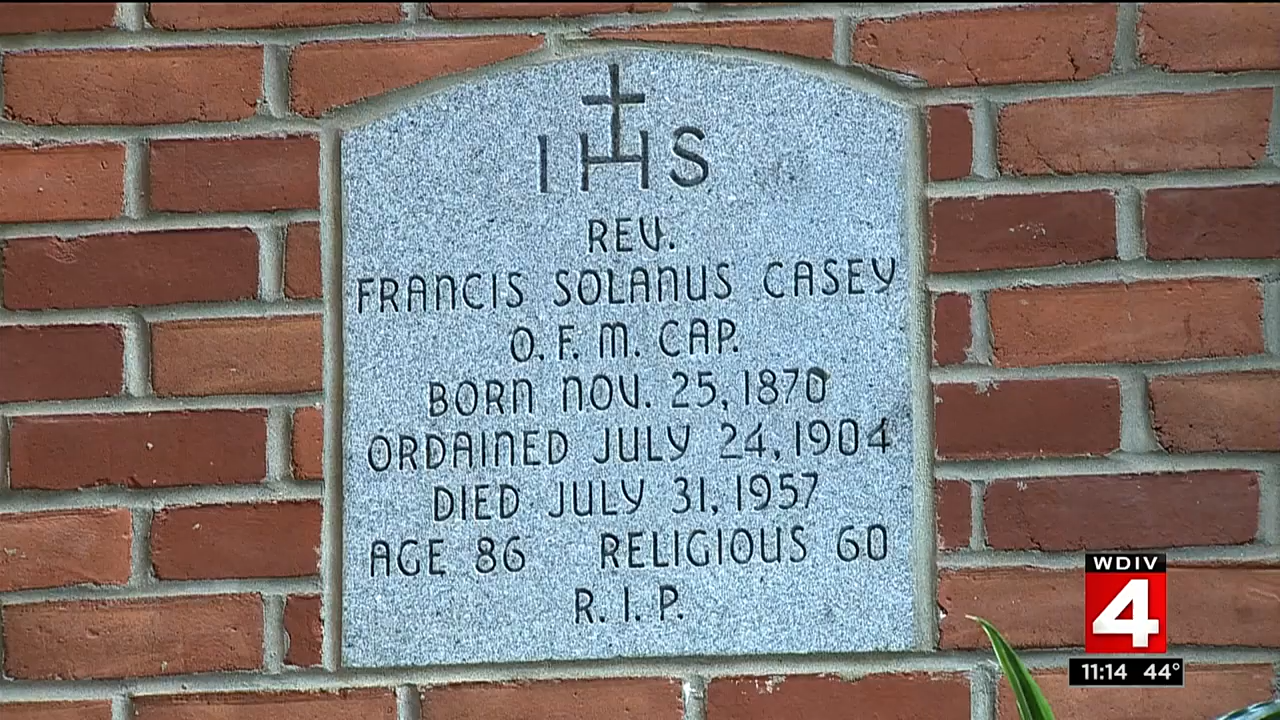 IHS
REV.
FRANCIS SOLANUS CASEY
O. F. M. CAP.
BORN NOV. 25, 1870
ORDAINED JULY 24, 1904
DIED JULY 31, 1957
AGE 86 RELIGIOUS 60
R. I. P.
WDIV
4
11:14 44°